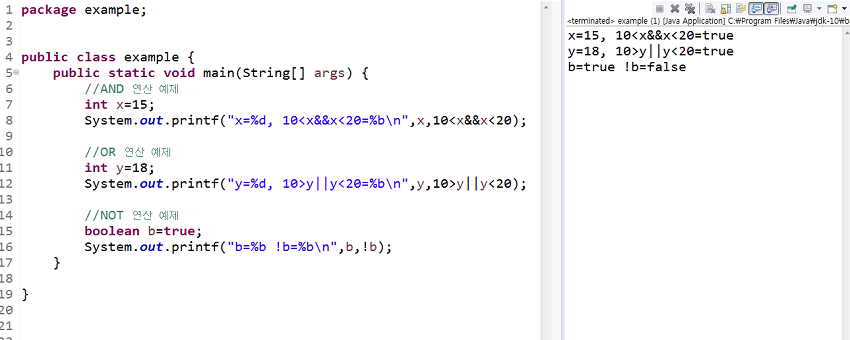 1 package example;
2
3
4 public class example {
5 public static void main(String[] args) {
6 //AND 연산 예제
7 int x=15;
8 System.out.printf("x=%d, 10<x&&x<20=%b\n",x,10<x&&x<20);
9
10 //OR 연산 예제
11 int y=18;
12 System.out.printf("y=%d, 10>y||y<20=%b\n",y,10>y||y<20);
13
14 //NOT 연산 예제
15 boolean b=true;
16 System.out.printf("b=%b !b=%b\n",b,!b);
17 }
18
19 }
20
21
<terminated> example (1) [Java Application] C:₩Program Files₩Java₩jdk-10₩b
x=15, 10<x&&x<20=true
y=18, 10>y||y<20=true
b=true !b=false